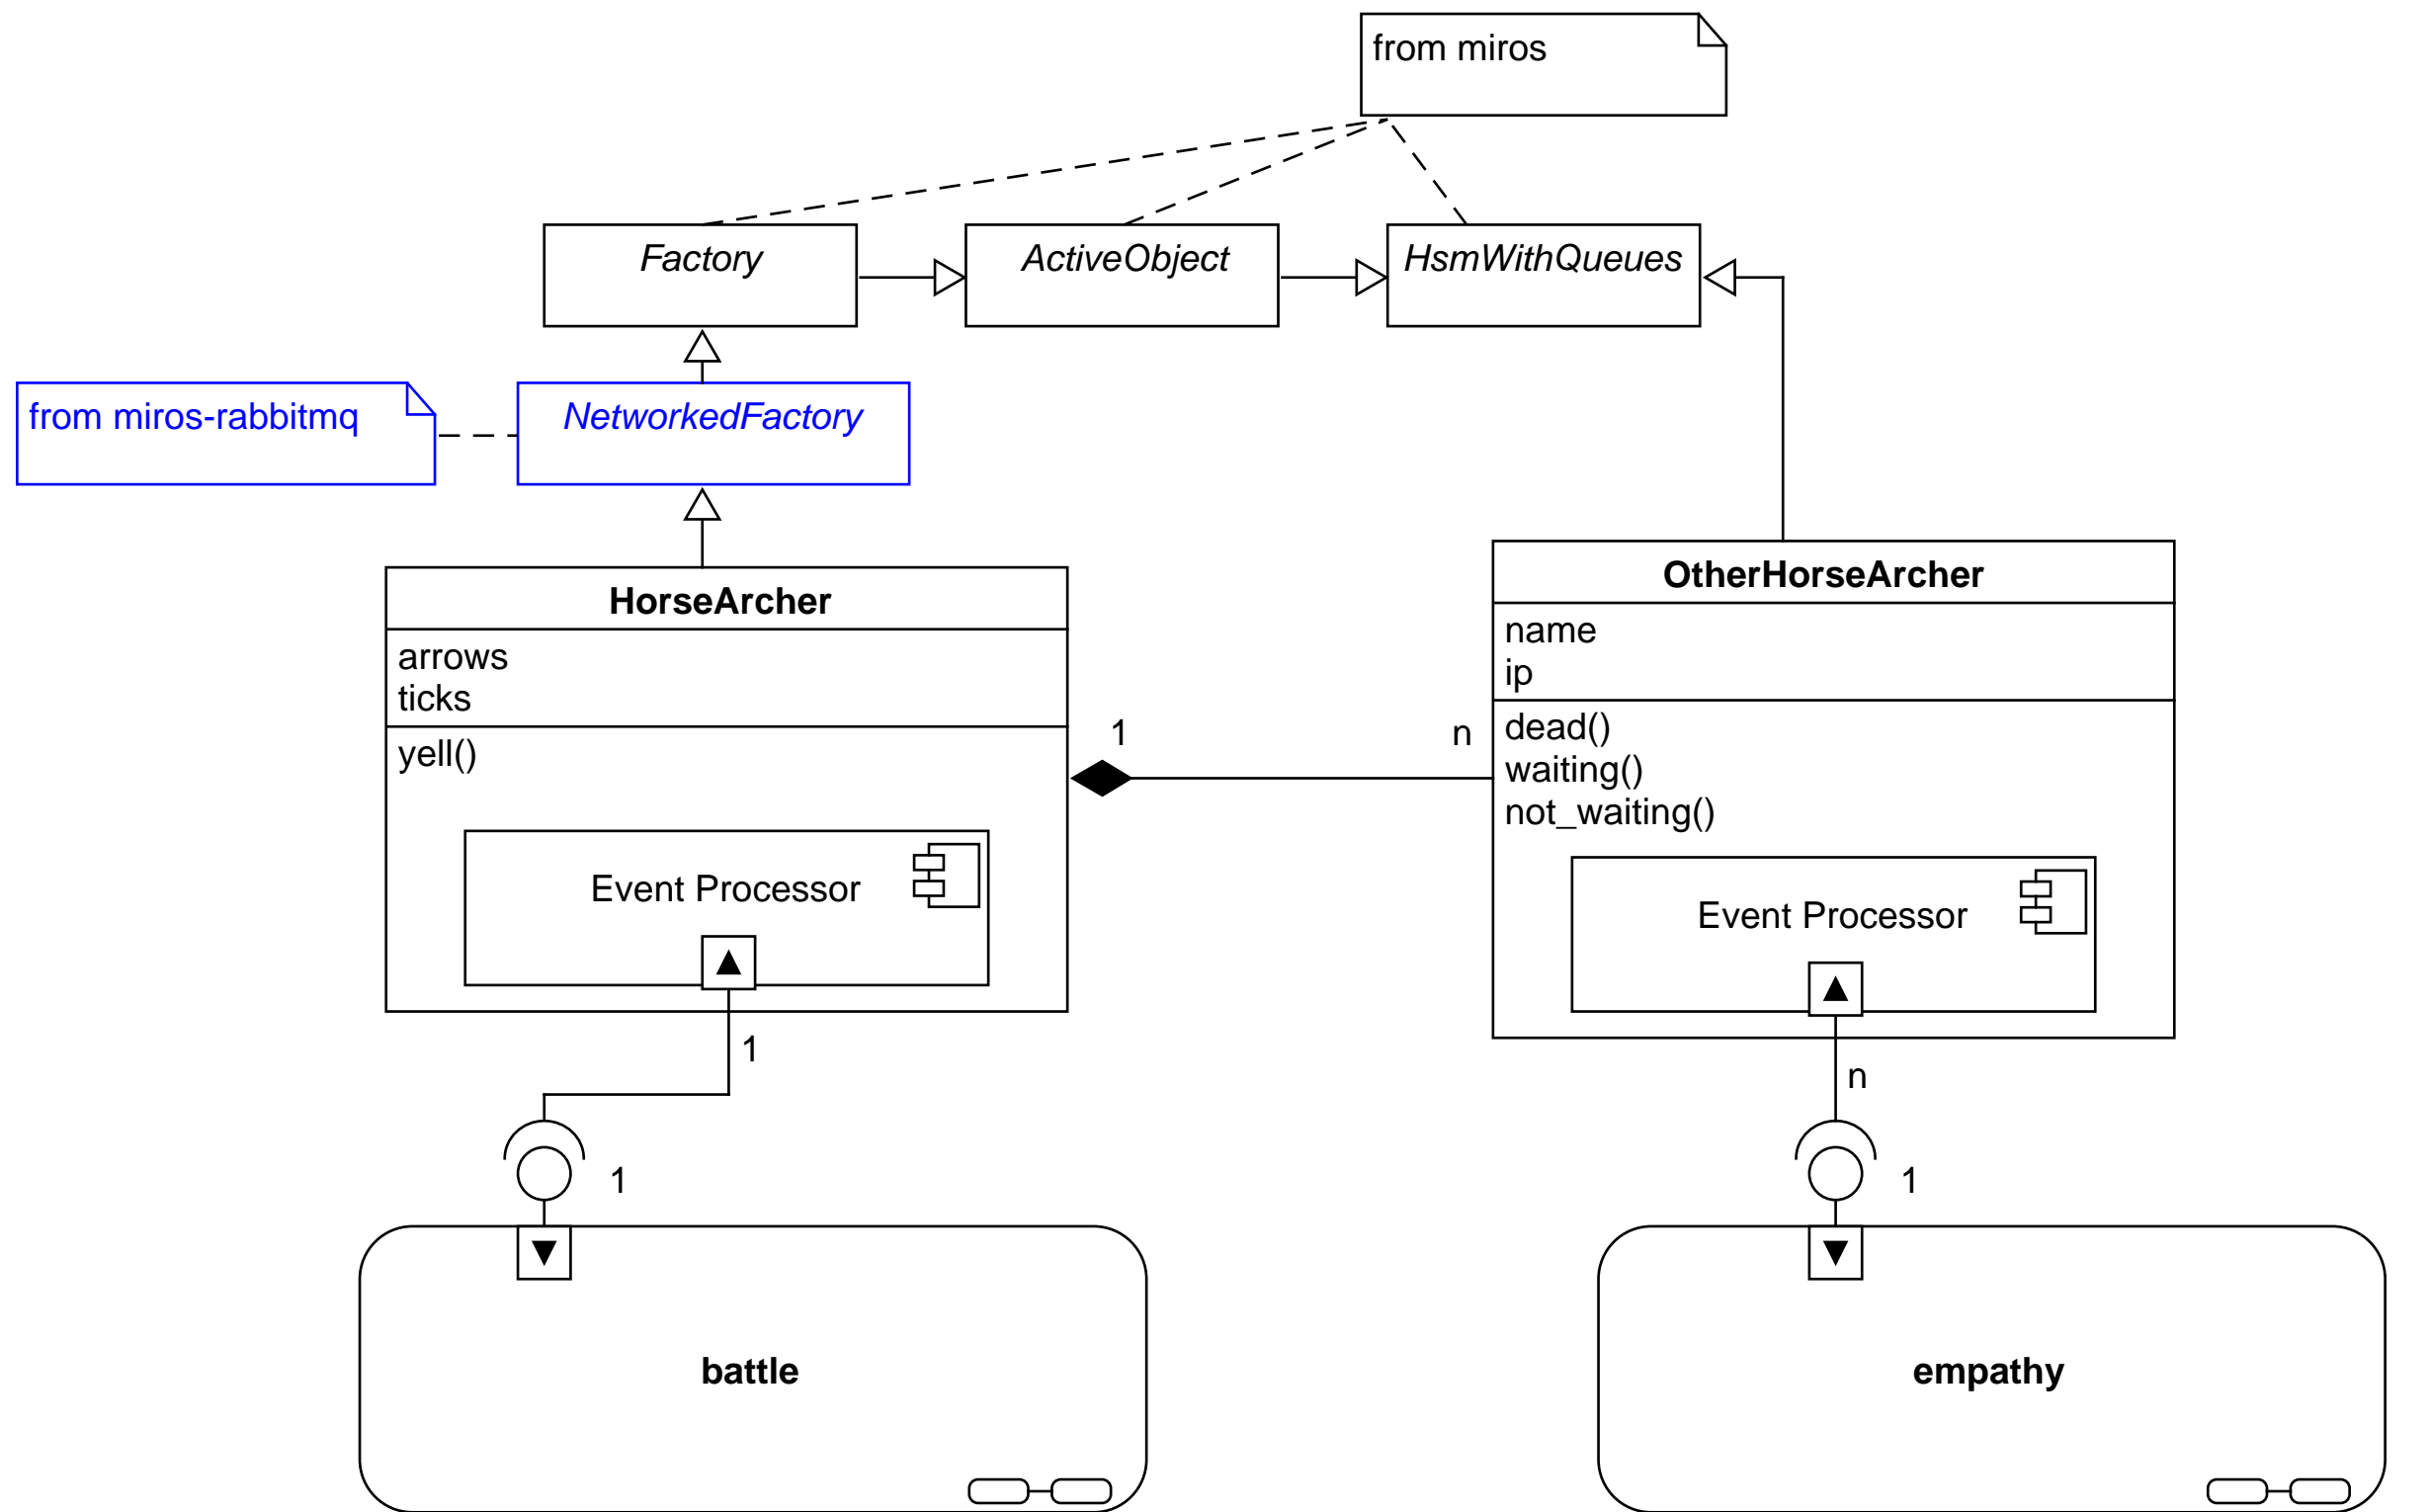 from miros
Factory
ActiveObject
HsmWithQueues
from miros-rabbitmq
NetworkedFactory
HorseArcher
arrows
ticks
yell()
Event Processor
1
n
OtherHorseArcher
name
ip
dead()
waiting()
not_waiting()
Event Processor
1
1
n
1
battle
empathy